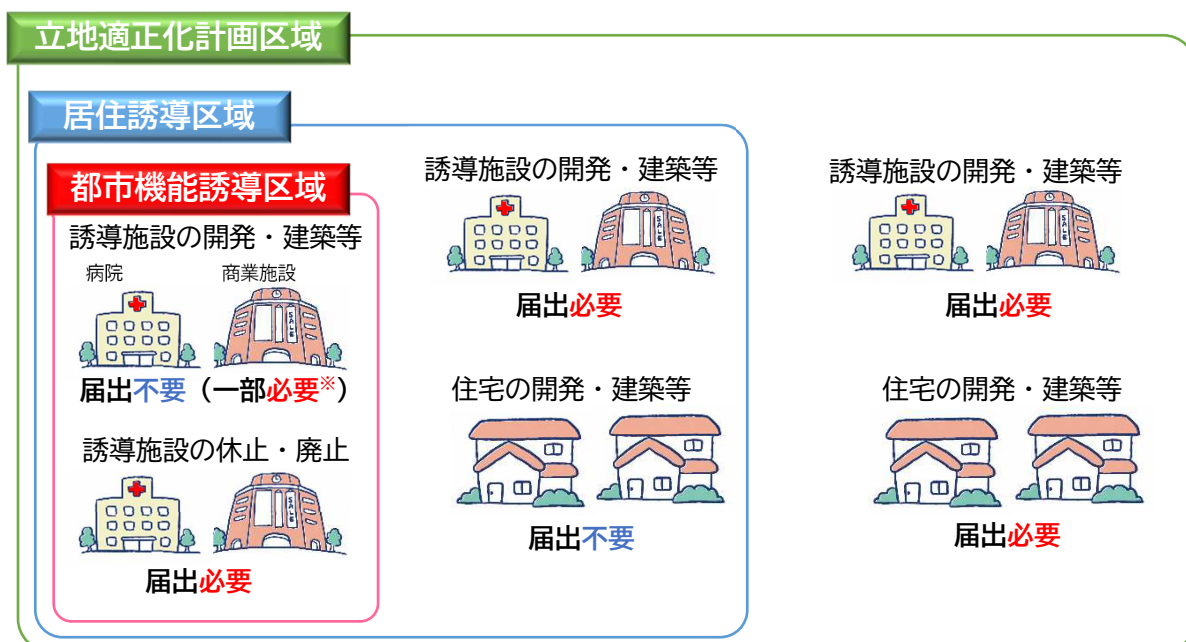 立地適正化計画区域
居住誘導区域
都市機能誘導区域
誘導施設の開発・建築等
病院
商業施設
SALE
届出不要（一部必要※）
誘導施設の休止・廃止
SALE
届出必要
誘導施設の開発・建築等
SALE
届出必要
住宅の開発・建築等
届出不要
誘導施設の開発・建築等
SALE
届出必要
住宅の開発・建築等
届出必要